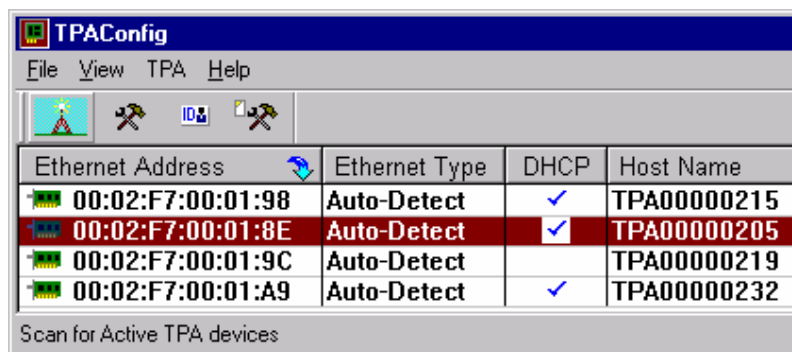 TPAConfig
File View TPA Help
ID
Ethernet Address Ethernet Type DHCP Host Name
00:02:F7:00:01:98 Auto-Detect TPA00000215
00:02:F7:00:01:8E Auto-Detect TPA00000205
00:02:F7:00:01:9C Auto-Detect TPA00000219
00:02:F7:00:01:A9 Auto-Detect TPA00000232
Scan for Active TPA devices